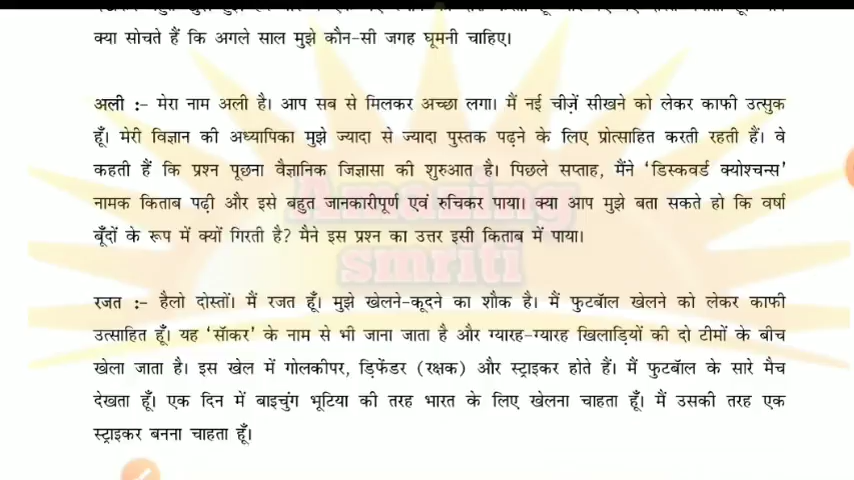 क्या सोचते हैं कि अगले साल मुझे कौन-सी जगह घूमनी चाहिए।
अली :- मेरा नाम अली है। आप सब से मिलकर अच्छा लगा। मैं नई चीज़ें सीखने को लेकर काफी उत्सुक
हूँ। मेरी विज्ञान की अध्यापिका मुझे ज्यादा से ज्यादा पुस्तक पढ़ने के लिए प्रोत्साहित करती रहती हैं। वे
कहती हैं कि प्रश्न पूछना वैज्ञानिक जिज्ञासा की शुरुआत है। पिछले सप्ताह, मैंने ‘डिस्कवर्ड क्योश्चन्स’
नामक किताब पढ़ी और इसे बहुत जानकारीपूर्ण एवं रुचिकर पाया। क्या आप मुझे बता सकते हो कि वर्षा
बूँदों के रूप में क्यों गिरती है? मैने इस प्रश्न का उत्तर इसी किताब में पाया।
Amazing
smriti
रजत :- हैलो दोस्तों। मैं रजत हूँ। मुझे खेलने-कूदने का शौक है। मैं फुटबॉल खेलने को लेकर काफी
उत्साहित हूँ। यह ‘सॉकर’ के नाम से भी जाना जाता है और ग्यारह-ग्यारह खिलाड़ियों की दो टीमों के बीच
खेला जाता है। इस खेल में गोलकीपर, डिफेंडर (रक्षक) और स्ट्राइकर होते हैं। मैं फुटबॉल के सारे मैच
देखता हूँ। एक दिन में बाइचुंग भूटिया की तरह भारत के लिए खेलना चाहता हूँ। मैं उसकी तरह एक
स्ट्राइकर बनना चाहता हूँ।